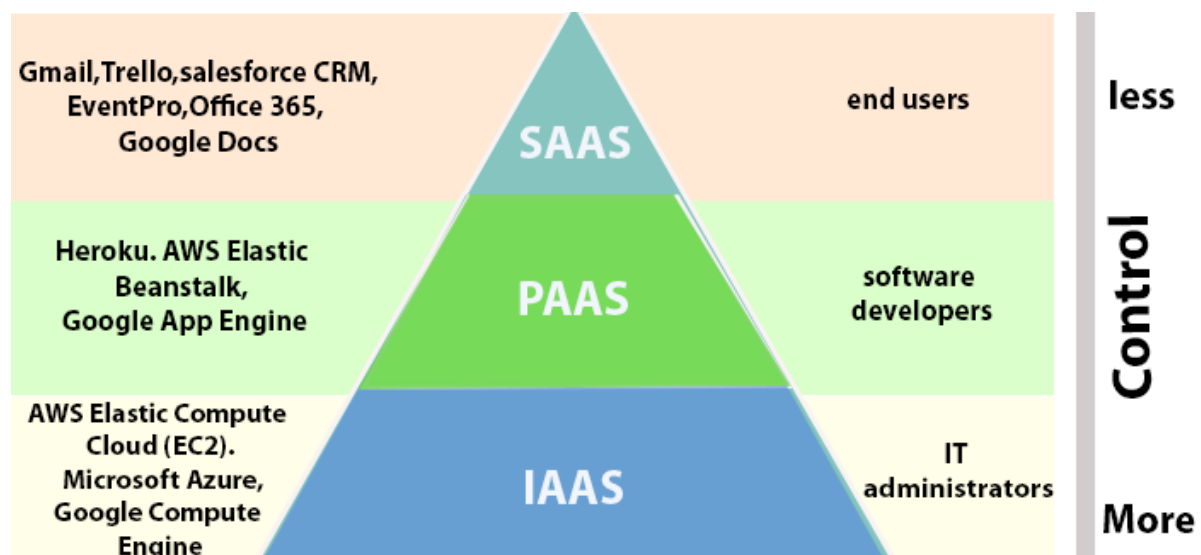 Gmail,Trello,salesforce CRM,
EventPro,Office 365,
Google Docs
SAAS
end users
less
Heroku. AWS Elastic
Beanstalk,
Google App Engine
PAAS
software
developers
Control
AWS Elastic Compute
Cloud (EC2).
Microsoft Azure,
Google Compute
Engine
IAAS
IT
administrators
More